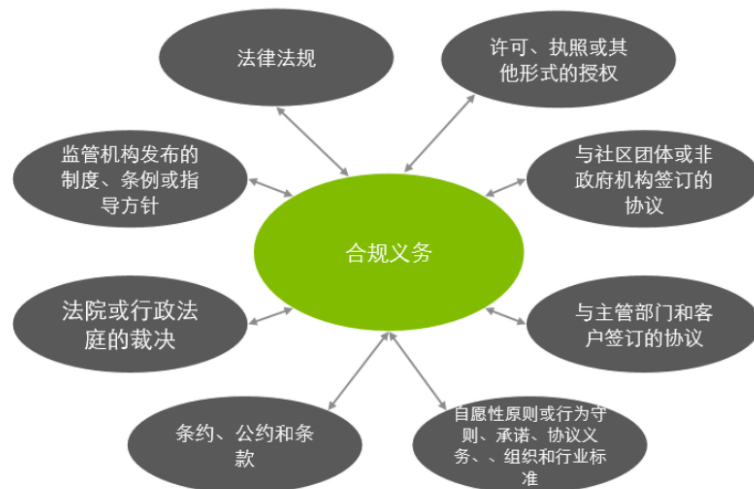 法律法规
许可、执照或其
他形式的授权
监管机构发布的
制度、条例或指
导方针
与社区团体或非
政府机构签订的
协议
合规义务
法院或行政法
庭的裁决
与主管部门和客
户签订的协议
条约、公约和条
款
自愿性原则或行为守
则、承诺、协议义
务、、组织和行业标
准